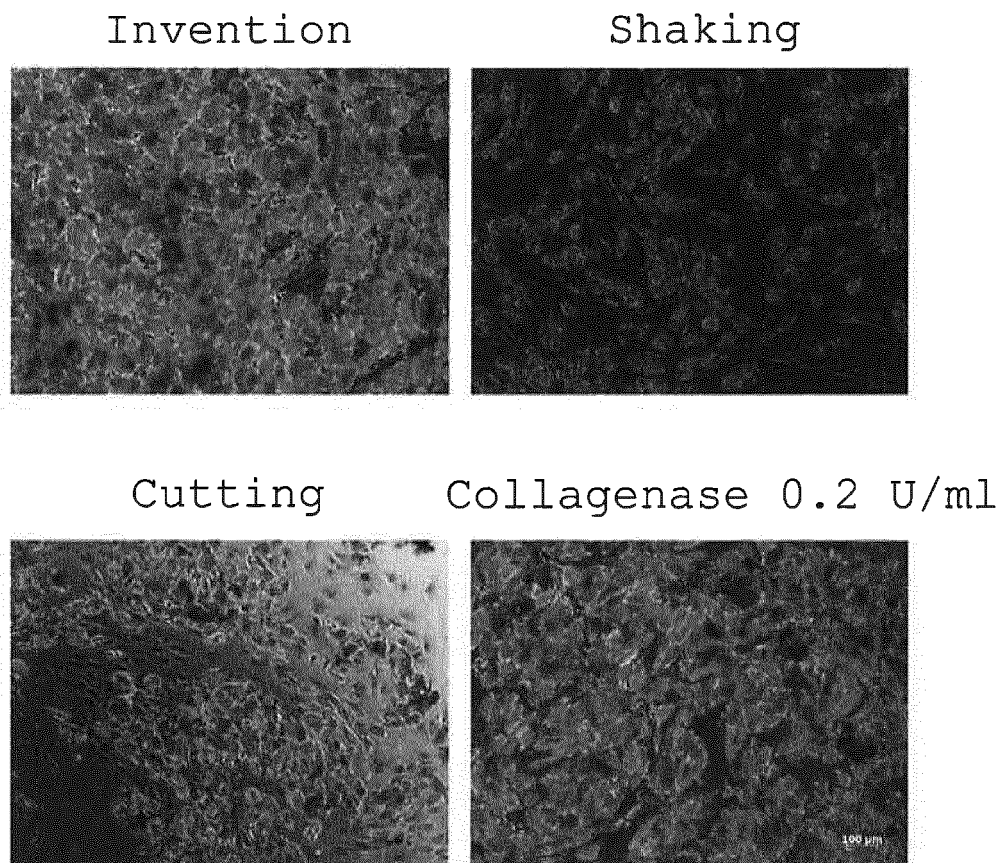 Invention
Shaking
Cutting
Collagenase 0.2 U/ml
100 µm